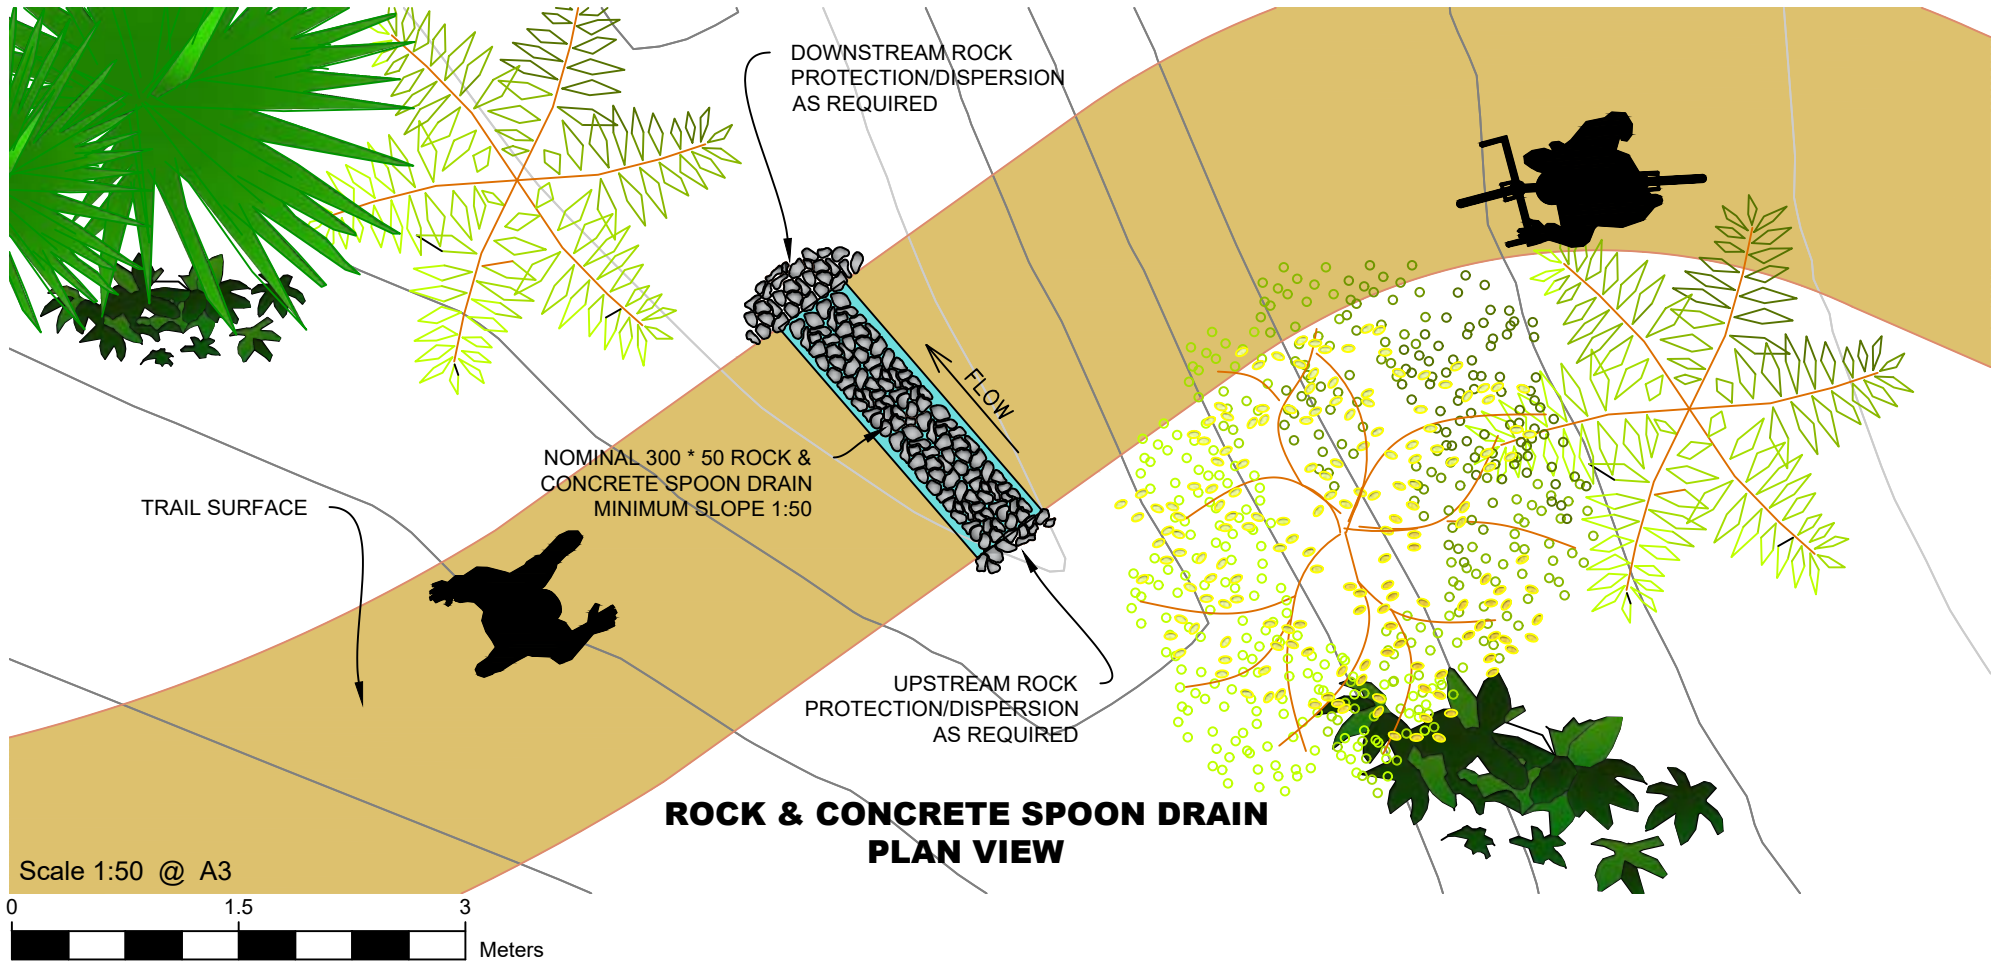 DOWNSTREAM ROCK
PROTECTION/DISPERSION
AS REQUIRED
FLOW
NOMINAL 300 * 50 ROCK &
CONCRETE SPOON DRAIN
MINIMUM SLOPE 1:50
TRAIL SURFACE
UPSTREAM ROCK
PROTECTION/DISPERSION
AS REQUIRED
ROCK & CONCRETE SPOON DRAIN
PLAN VIEW
Scale 1:50 @ A3
0 1.5 3
Meters